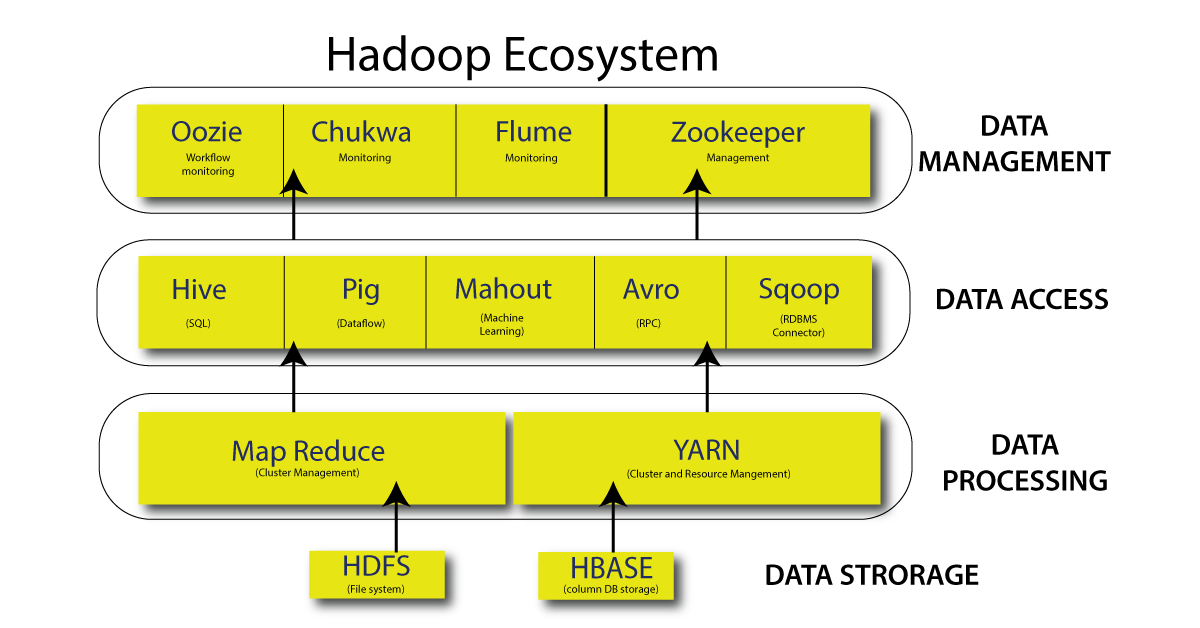 Hadoop Ecosystem
Oozie
Workflow
monitoring
Chukwa
Monitoring
Flume
Monitoring
Zookeeper
Management
DATA
MANAGEMENT
Hive
(SQL)
Pig
(Dataflow)
Mahout
(Machine
Learning)
Avro
(RPC)
Sqoop
(RDBMS
Connector)
DATA ACCESS
Map Reduce
(Cluster Management)
YARN
(Cluster and Resource Mangement)
DATA
PROCESSING
HDFS
(File system)
HBASE
(column DB storage)
DATA STRORAGE